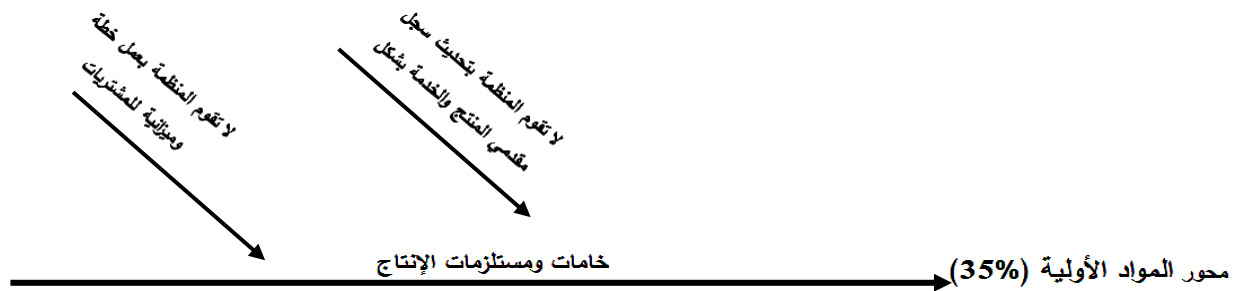 لا تقوم المنظمة بتحديث سجل
مقدمي المنتج والخدمة بشكل
لا تقوم المنظمة بعمل خطة
وميزانية للمشتريات
خامات ومستلزمات الإنتاج
محور المواد الأولية (35%)